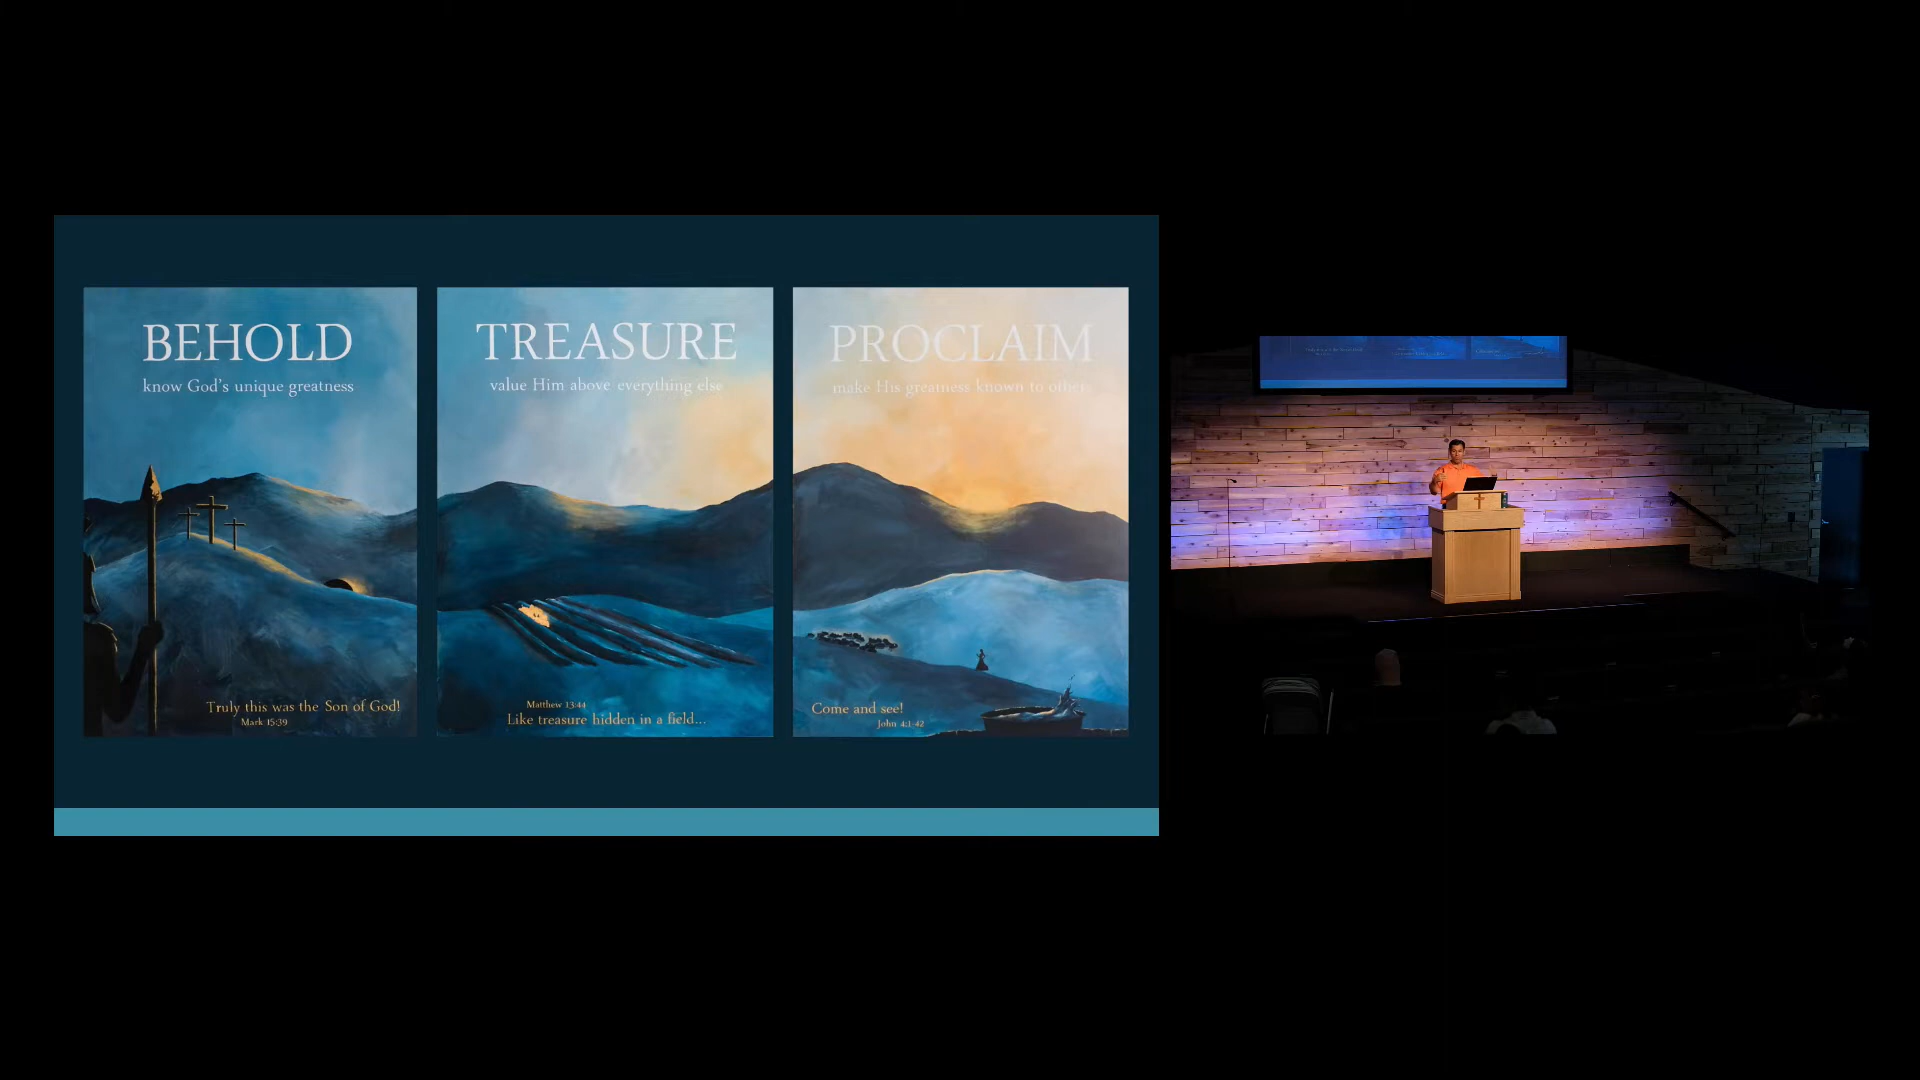 BEHOLD
know God's unique greatness
Truly this was the Son of God!
Mark 15:39
TREASURE
value Him above everything else
Matthew 13:44
Like treasure hidden in a field...
PROCLAIM
make His greatness known to others
Come and see!
John 4:1-42